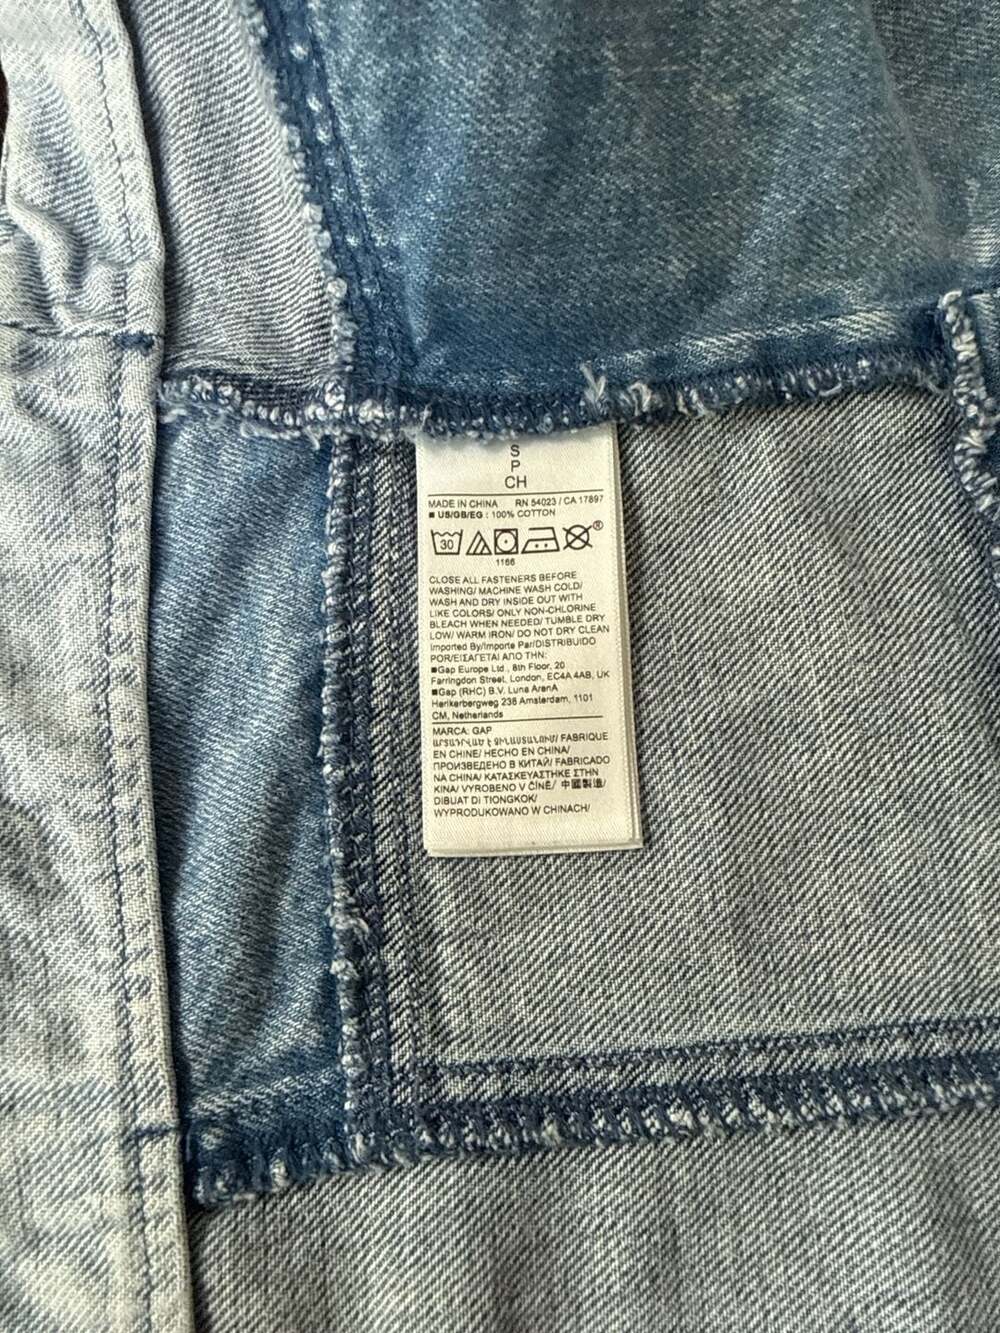 S
P
CH
MADE IN CHINA RN 54023 / CA 17897
■ US/GB/EG : 100% COTTON
30
®
1166
CLOSE ALL FASTENERS BEFORE
WASHING/ MACHINE WASH COLD/
WASH AND DRY INSIDE OUT WITH
LIKE COLORS/ ONLY NON-CHLORINE
BLEACH WHEN NEEDED/ TUMBLE DRY
LOW/ WARM IRON/ DO NOT DRY CLEAN
Imported By/Importe Par/DISTRIBUIDO
POR/ΕΙΣΑΓΕΤΑΙ ΑΠΟ ΤΗΝ:
■Gap Europe Ltd , 8th Floor, 20
Farringdon Street, London, EC4A 4AB, UK
■Gap (RHC) B.V. Luna ArenA
Herikerbergweg 238 Amsterdam, 1101
CM, Netherlands
MARCA: GAP
FABRIQUE
EN CHINE/ HECHO EN CHINA/
ПРОИЗВЕДЕНО В КИТАЙ/ FABRICADO
NA CHINA/ ΚΑΤΑΣΚΕΥΑΣΤΗΚΕ ΣΤΗΝ
ΚΙΝΑ/ VYROBENO V ČÍNĚ/ 中國製造/
DIBUAT DI TIONGKOK/
WYPRODUKOWANO W CHINACH/